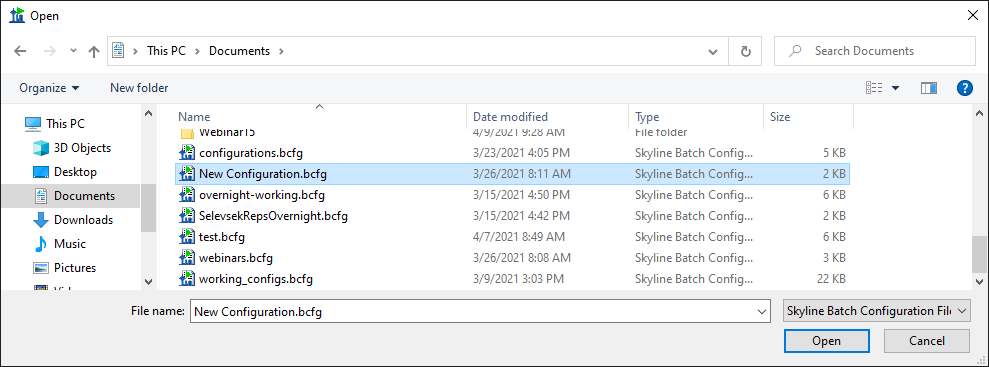 Open
This PC > Documents >
Search Documents
Organize
New folder
Name Date modified Type Size
This PC
3D Objects
Desktop
Documents
Downloads
Music
Pictures
Webinar15 4/9/2021 9:28 AM File folder
configurations.bcfg 3/23/2021 4:05 PM Skyline Batch Config... 5 KB
New Configuration.bcfg 3/26/2021 8:11 AM Skyline Batch Config... 2 KB
overnight-working.bcfg 3/15/2021 4:50 PM Skyline Batch Config... 6 KB
SelevsekRepsOvernight.bcfg 3/15/2021 4:42 PM Skyline Batch Config... 2 KB
test.bcfg 4/7/2021 8:49 AM Skyline Batch Config... 6 KB
webinars.bcfg 3/26/2021 8:08 AM Skyline Batch Config... 3 KB
working_configs.bcfg 3/9/2021 3:03 PM Skyline Batch Config... 22 KB
File name: New Configuration.bcfg
Skyline Batch Configuration File
Open
Cancel